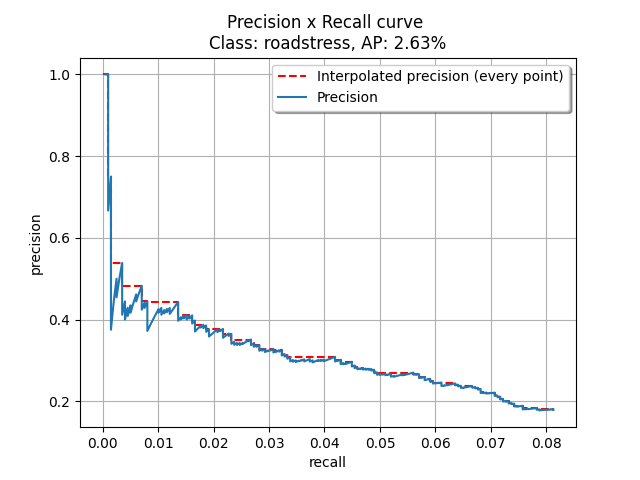 Precision x Recall curve
Class: roadstress, AP: 2.63%
Interpolated precision (every point)
Precision
precision
1.0
0.8
0.6
0.4
0.2
0.00 0.01 0.02 0.03 0.04 0.05 0.06 0.07 0.08
recall